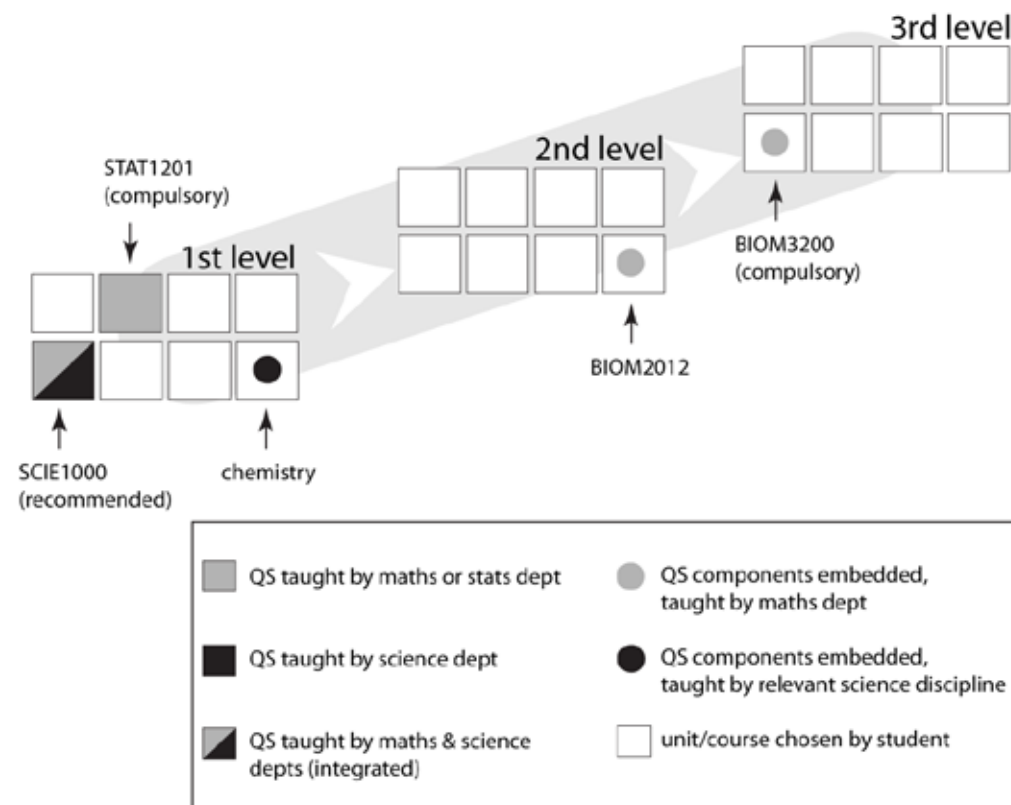 3rd level
2nd level
STAT1201
(compulsory)
1st level
BIOM3200
(compulsory)
BIOM2012
SCIE1000
(recommended)
chemistry
QS taught by maths or stats dept
QS taught by science dept
QS taught by maths & science
depts (integrated)
QS components embedded,
taught by maths dept
QS components embedded,
taught by relevant science discipline
unit/course chosen by student